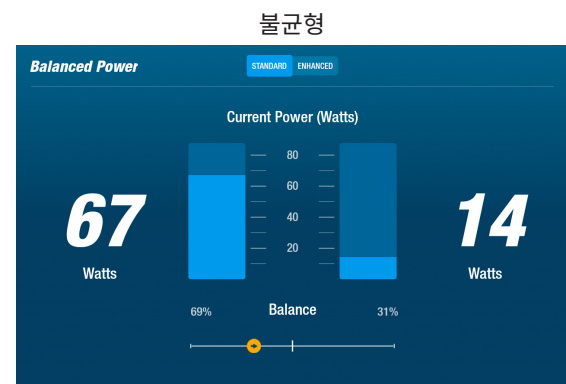 불균형
Balanced Power
STANDARD ENHANCED
Current Power (Watts)
80
60
40
20
67
Watts
14
Watts
69% Balance 31%